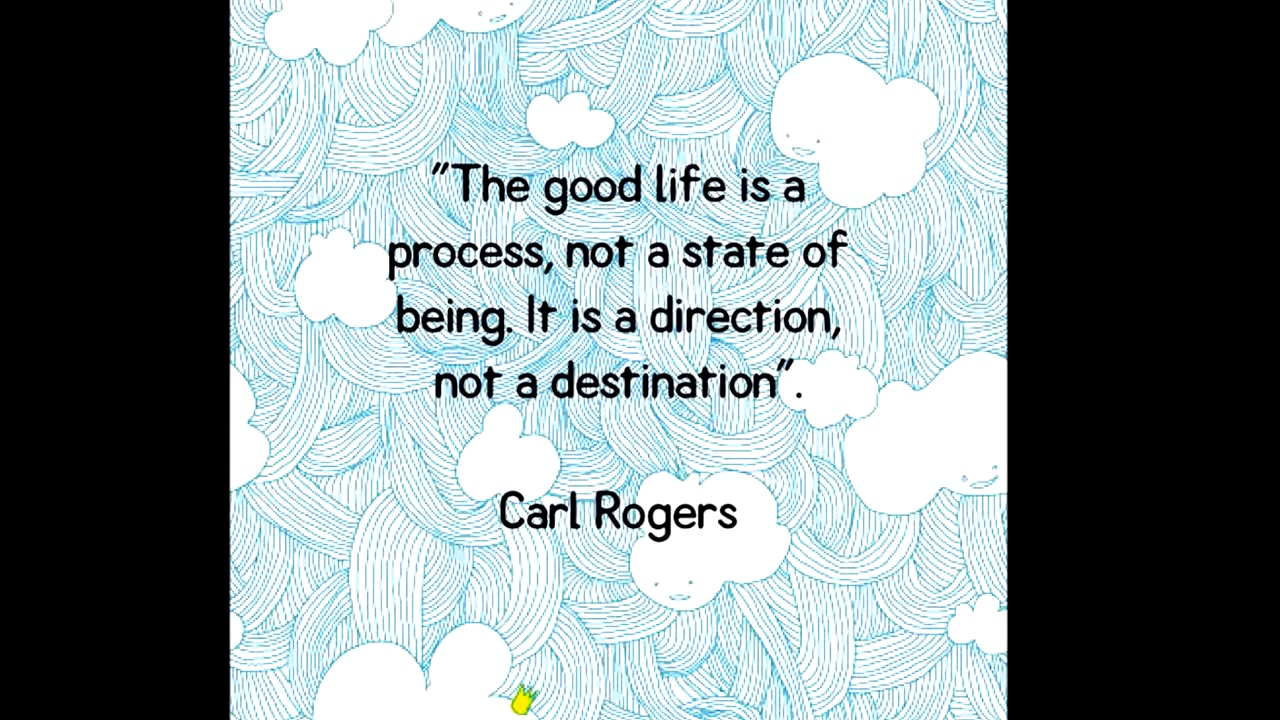 "The good life is a
process, not a state of
being. It is a direction,
not a destination".
Carl Rogers